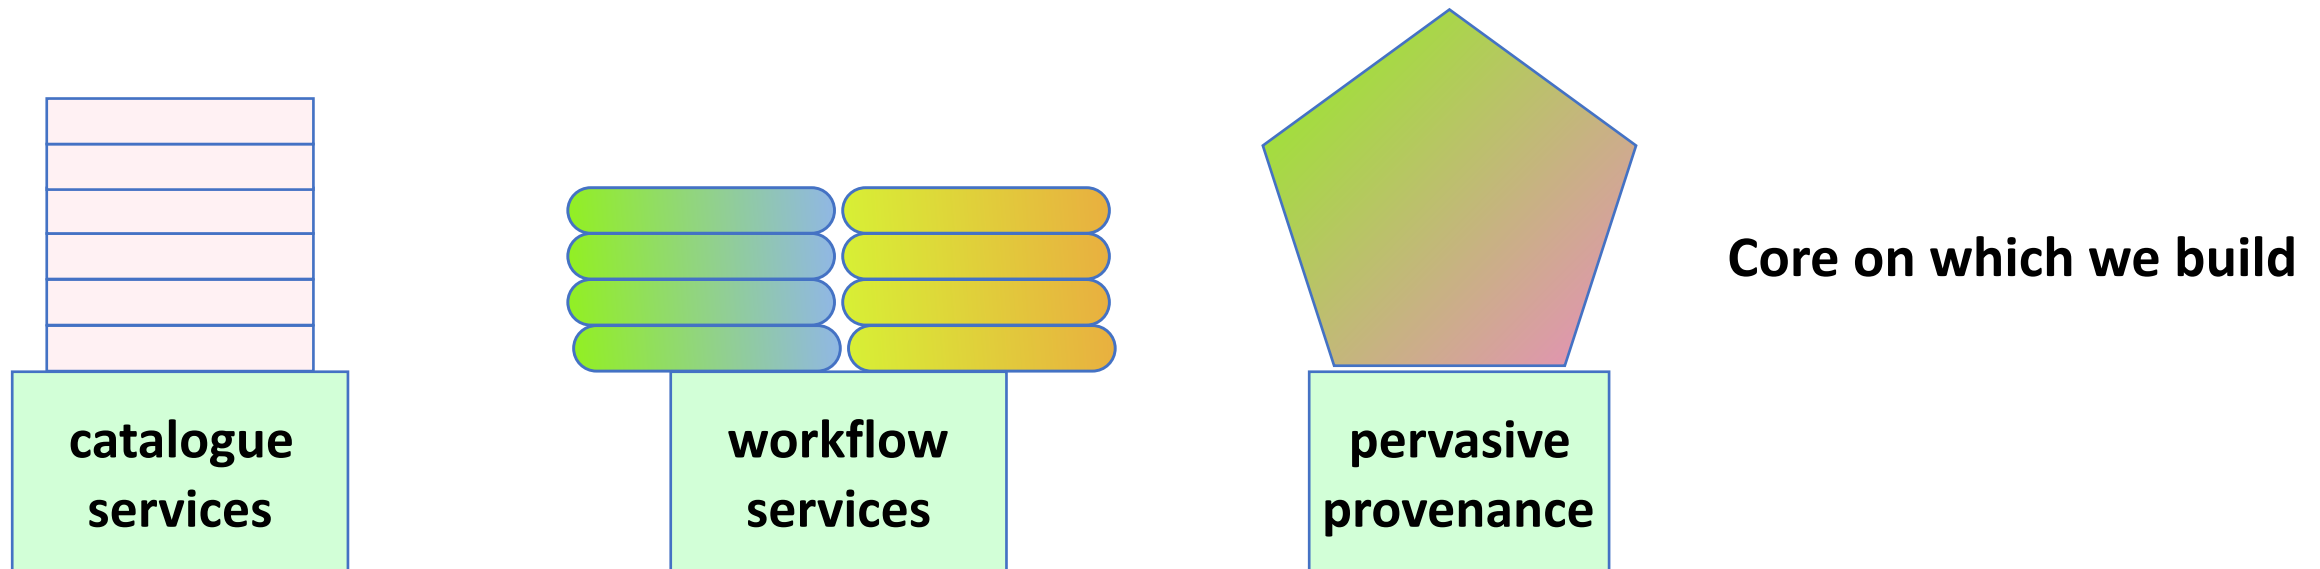 catalogue
services
workflow
services
pervasive
provenance
Core on which we build